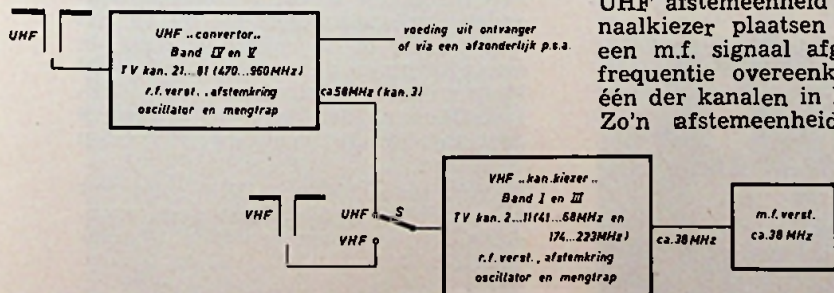 UHF
UHF „convertor„
Band IV en V
TV kan. 21...81 (470...960MHz)
r.f. verst., afstemkring
oscillator en mengtrap
voeding uit ontvanger
of via een afzonderlijk p.s.a.
ca 58MHz (kan. 3)
UHF afstemeenheid
naalkiezer plaatsen
een m.f. signaal afg
frequentie overeenk
één der kanalen in
Zo'n afstemeenheid
VHF
UHF
S
VHF
VHF „kan. kiezer„
Band I en III
TV kan. 2...11 (41...68MHz en
174...223MHz)
r.f. verst., afstemkring
oscillator en mengtrap
ca. 38 MHz
m.f. verst.
ca. 38 MHz